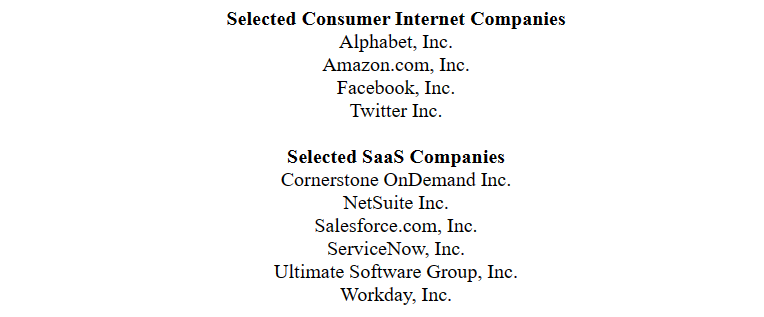 Selected Consumer Internet Companies
Alphabet, Inc.
Amazon.com, Inc.
Facebook, Inc.
Twitter Inc.
Selected SaaS Companies
Cornerstone OnDemand Inc.
NetSuite Inc.
Salesforce.com, Inc.
ServiceNow, Inc.
Ultimate Software Group, Inc.
Workday, Inc.